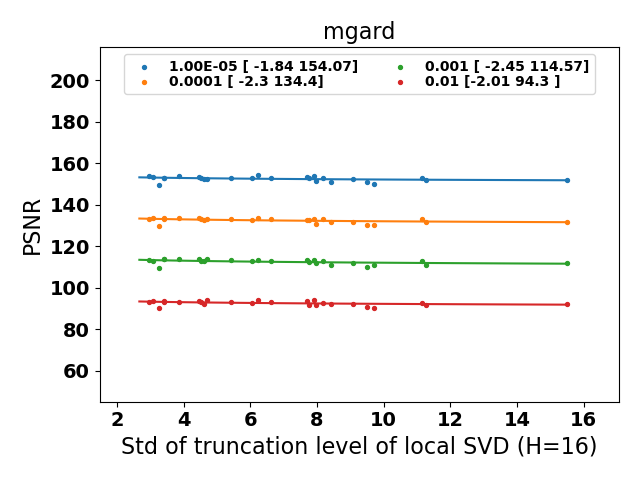 mgard
1.00E-05 [ -1.84 154.07]
0.0001 [ -2.3 134.4]
0.001 [ -2.45 114.57]
0.01 [-2.01 94.3 ]
PSNR
200
180
160
140
120
100
80
60
2 4 6 8 10 12 14 16
Std of truncation level of local SVD (H=16)